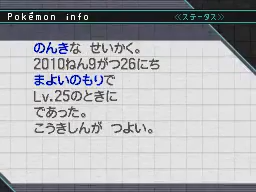 Pokémon info
≪ステータス≫
のんきな せいかく。
2010ねん9がつ26にち
まよいのもりで
Lv.25のときに
であった。
こうきしんが つよい。